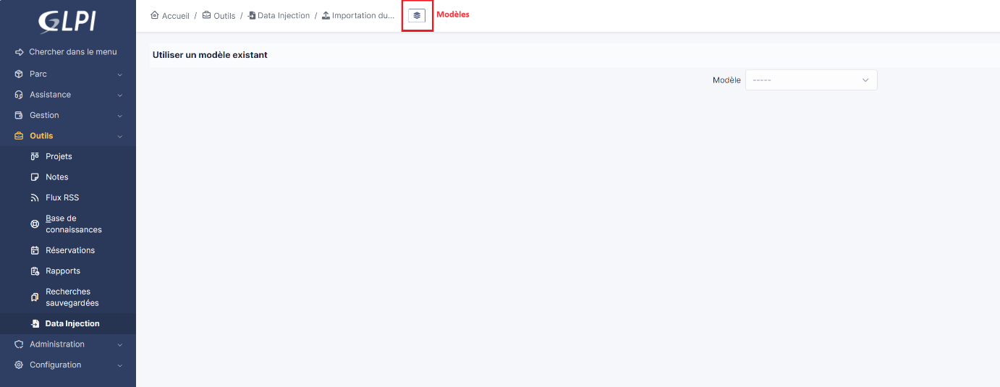 GLPI
Accueil / Outils / Data Injection / Importation du... Modèles
Chercher dans le menu
Utiliser un modèle existant
Parc
Modèle -----
Assistance
Gestion
Outils
Projets
Notes
Flux RSS
Base de
connaissances
Réservations
Rapports
Recherches
sauvegardées
Data Injection
Administration
Configuration